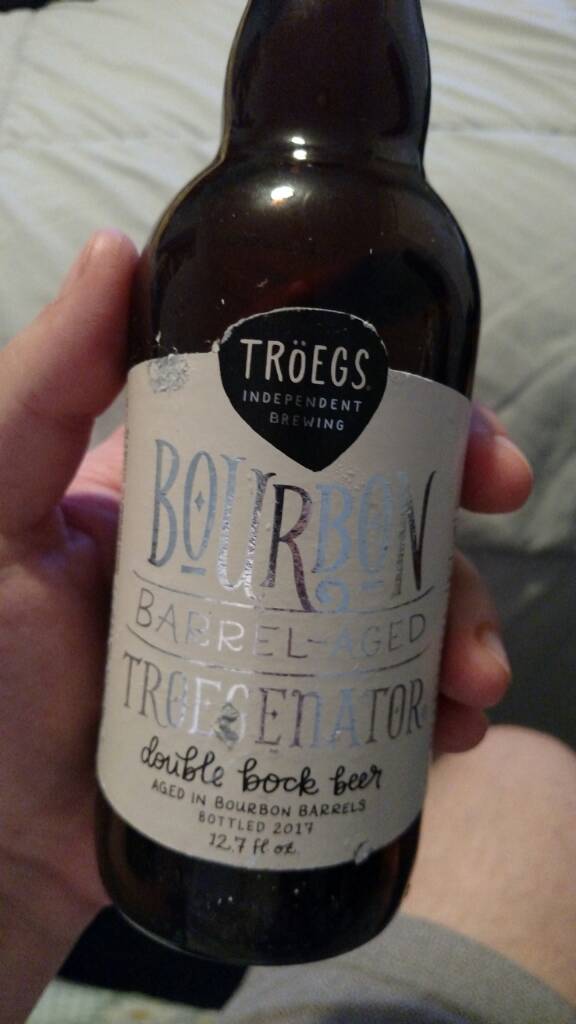 TRöEGS
INDEPENDENT
BREWING
BOURBON
BARREL-AGED
TROEGENATOR
double bock beer
AGED IN BOURBON BARRELS
BOTTLED 2017
12.7 fl oz.